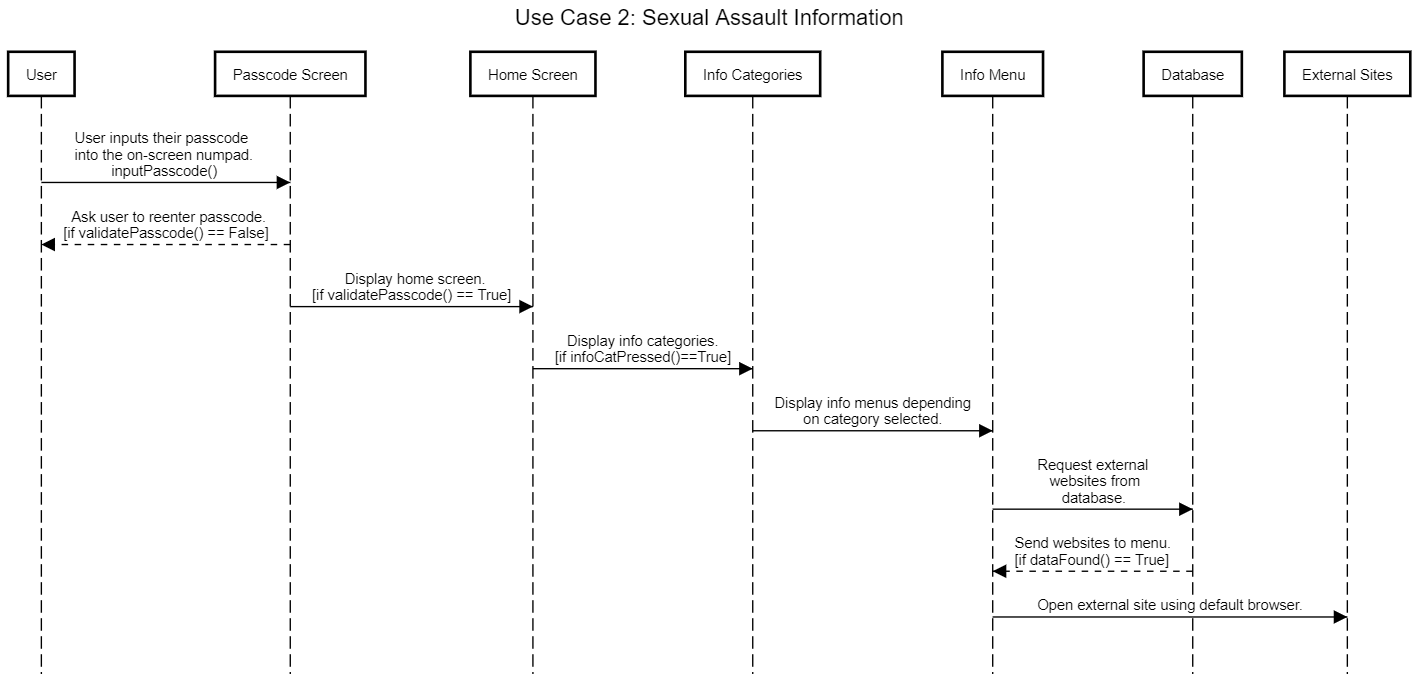 Use Case 2: Sexual Assault Information
User
Passcode Screen
Home Screen
Info Categories
Info Menu
Database
External Sites
User inputs their passcode
into the on-screen numpad.
inputPasscode()
Ask user to reenter passcode.
[if validatePasscode() == False]
Display home screen.
[if validatePasscode() == True]
Display info categories.
[if infoCatPressed()==True]
Display info menus depending
on category selected.
Request external
websites from
database.
Send websites to menu.
[if dataFound() == True]
Open external site using default browser.